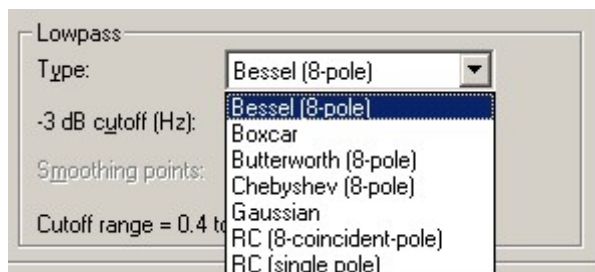 Lowpass
Type:
Bessel (8-pole)
Bessel (8-pole)
-3 dB cutoff (Hz):
Boxcar
Butterworth (8-pole)
Smoothing points:
Chebyshev (8-pole)
Gaussian
Cutoff range = 0.4
RC (8-coincident-pole)
RC (single pole)